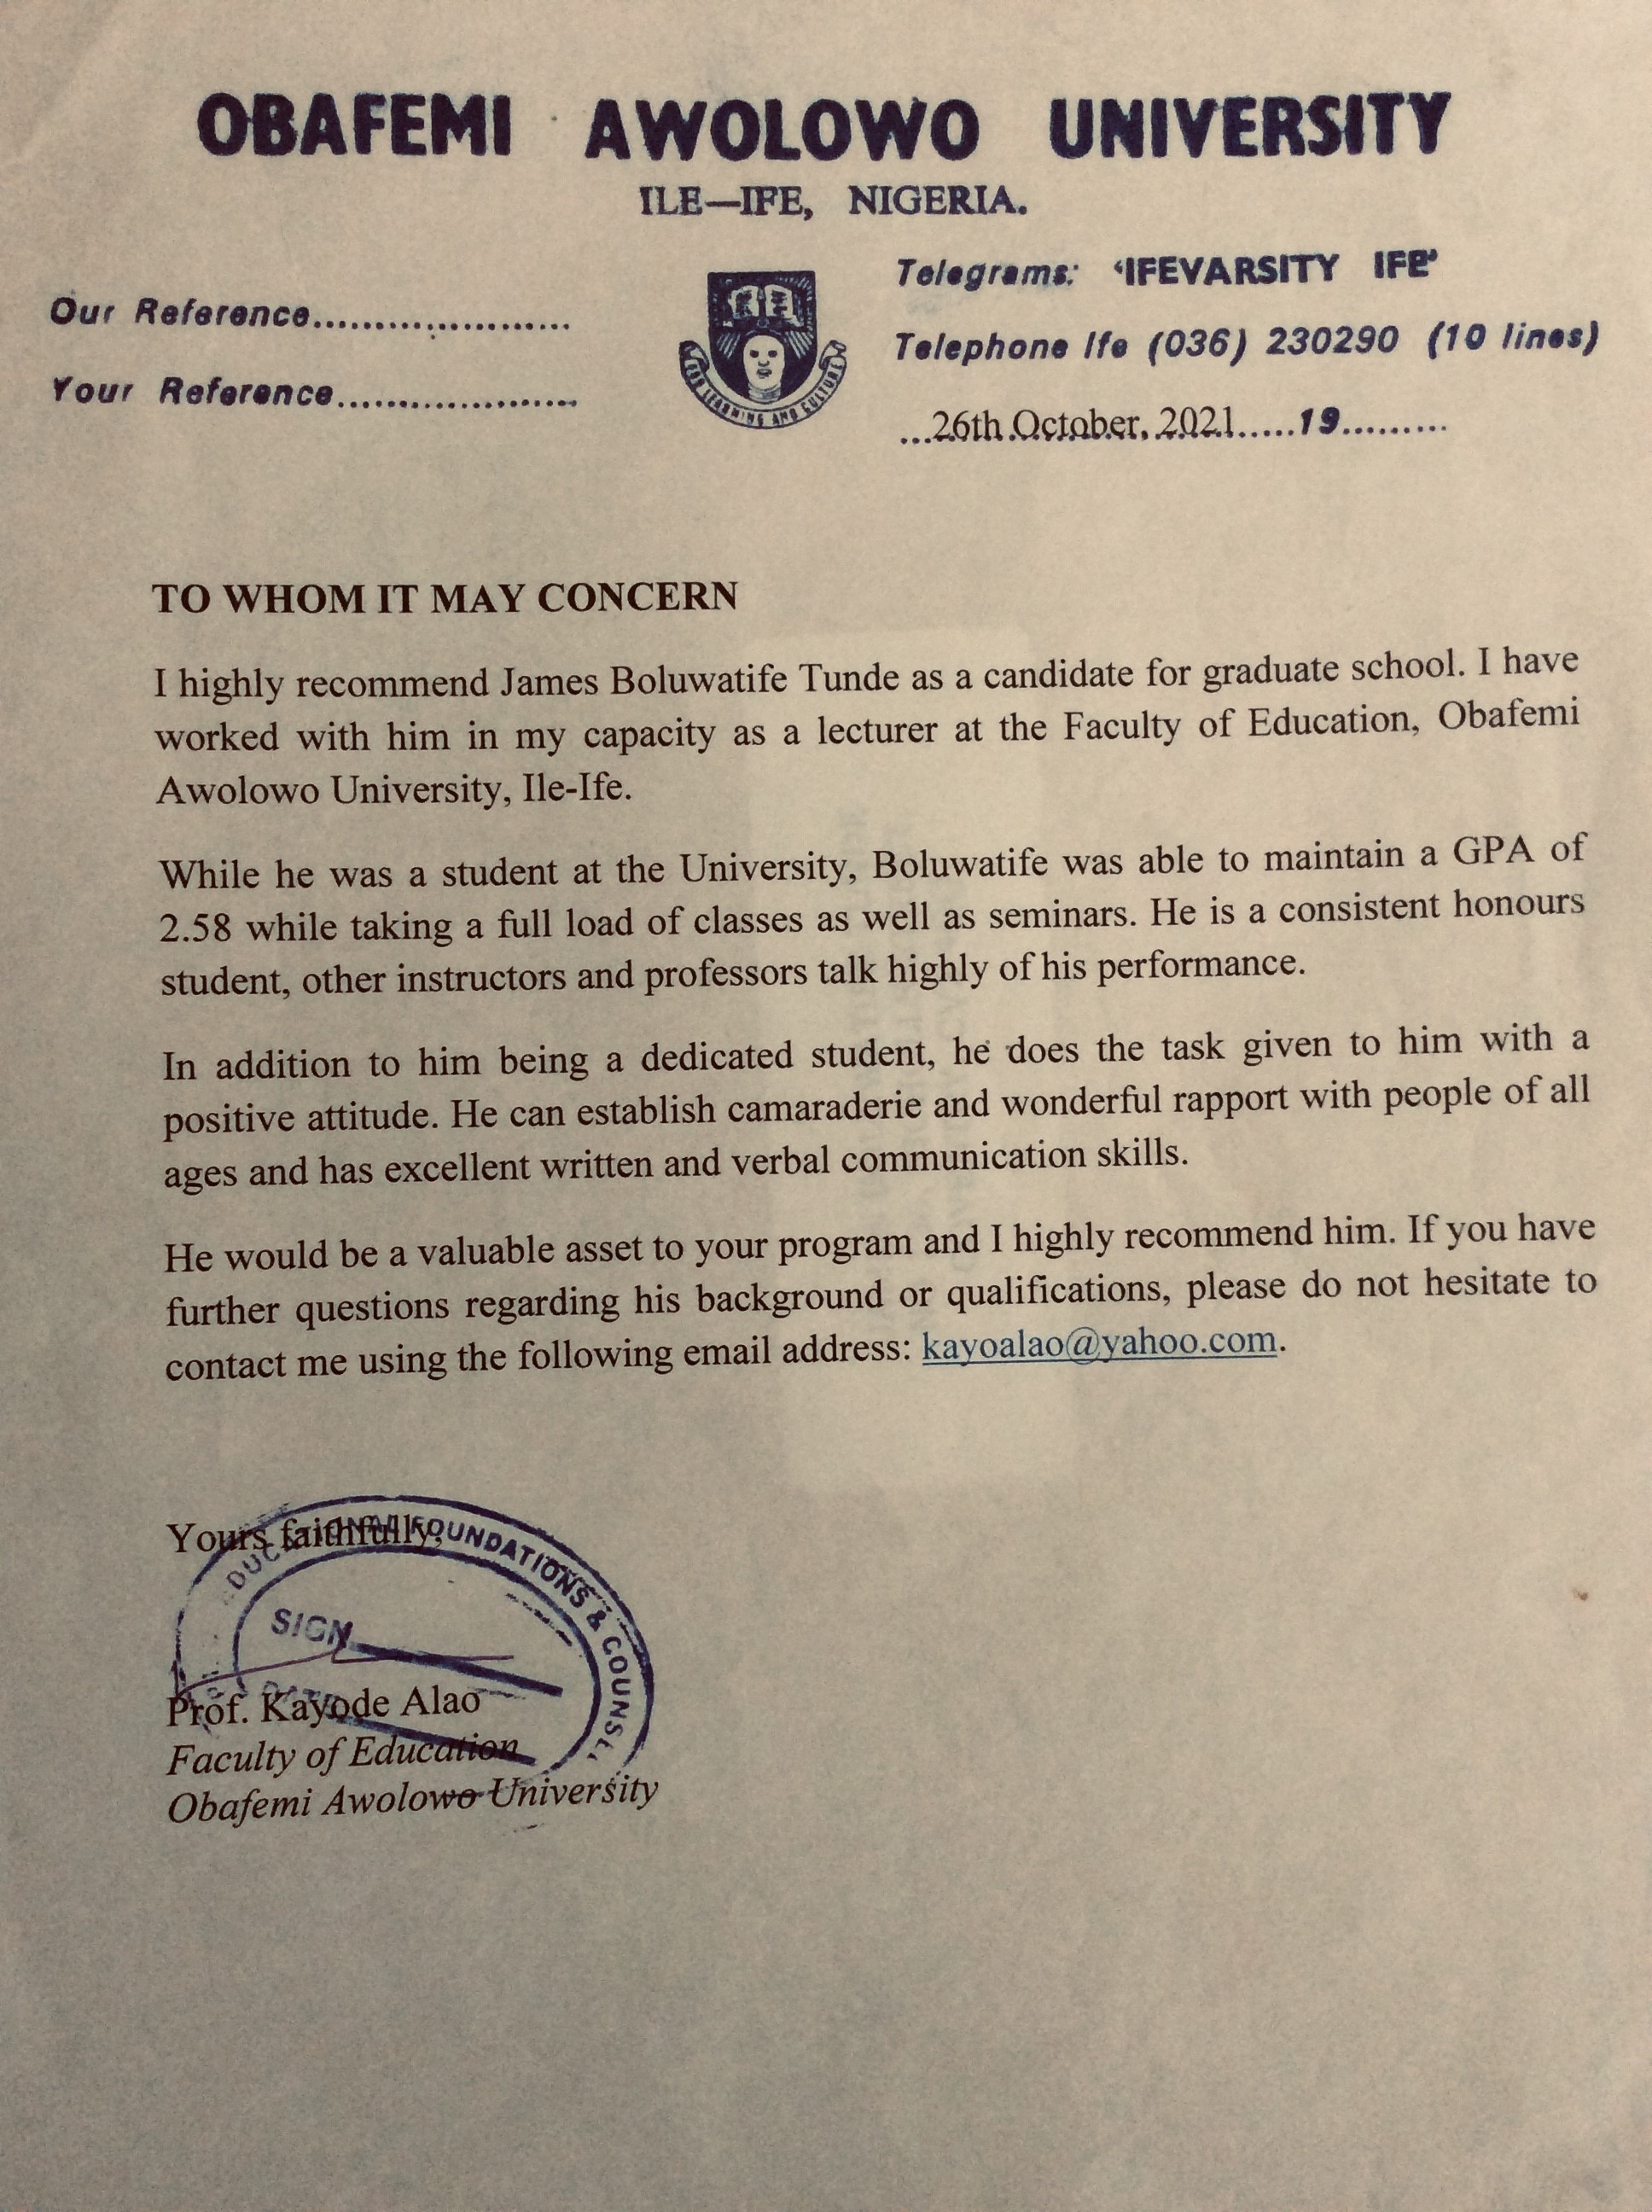 OBAFEMI AWOLOWO UNIVERSITY
ILE—IFE, NIGERIA.
Our Reference......................
Your Reference.....................
FOR LEARNING AND CULTURE
Telegrams: 'IFEVARSITY IFE'
Telephone Ife (036) 230290 (10 lines)
...26th October, 2021.....19.........
TO WHOM IT MAY CONCERN
I highly recommend James Boluwatife Tunde as a candidate for graduate school. I have
worked with him in my capacity as a lecturer at the Faculty of Education, Obafemi
Awolowo University, Ile-Ife.
While he was a student at the University, Boluwatife was able to maintain a GPA of
2.58 while taking a full load of classes as well as seminars. He is a consistent honours
student, other instructors and professors talk highly of his performance.
In addition to him being a dedicated student, he does the task given to him with a
positive attitude. He can establish camaraderie and wonderful rapport with people of all
ages and has excellent written and verbal communication skills.
He would be a valuable asset to your program and I highly recommend him. If you have
further questions regarding his background or qualifications, please do not hesitate to
contact me using the following email address: kayoalao@yahoo.com.
Yours faithfully,
FOUNDATIONS & COUNSEL
SIGN
Prof. Kayode Alao
Faculty of Education
Obafemi Awolowo University